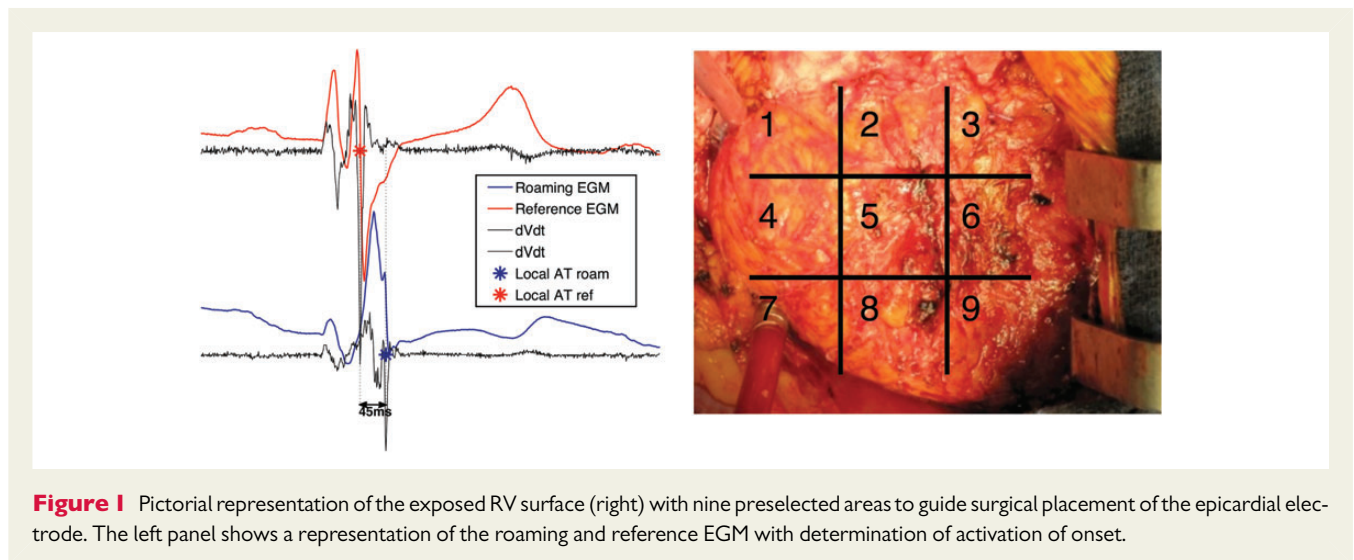 Roaming EGM
Reference EGM
dVdt
dVdt
Local AT roam
Local AT ref
45ms
1 2 3
4 5 6
7 8 9
Figure 1 Pictorial representation of the exposed RV surface (right) with nine preselected areas to guide surgical placement of the epicardial elec-
trode. The left panel shows a representation of the roaming and reference EGM with determination of activation of onset.